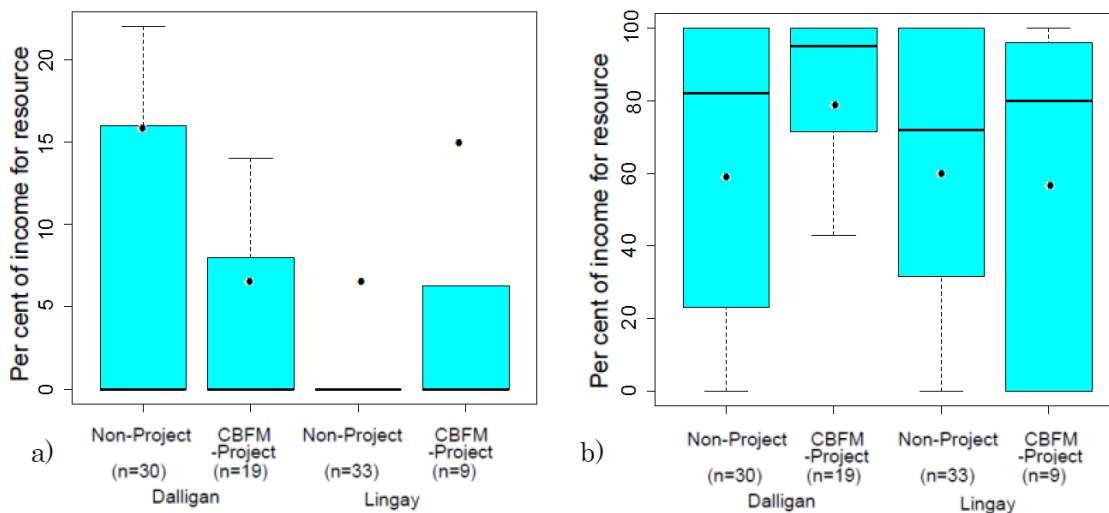 Per cent of income for resource
0 5 10 15 20
Non-Project CBFM Non-Project CBFM
-Project -Project
(n=30) (n=19) (n=33) (n=9)
Dalligan Lingay
a)
Per cent of income for resource
0 20 40 60 80 100
Non-Project CBFM Non-Project CBFM
-Project -Project
(n=30) (n=19) (n=33) (n=9)
Dalligan Lingay
b)